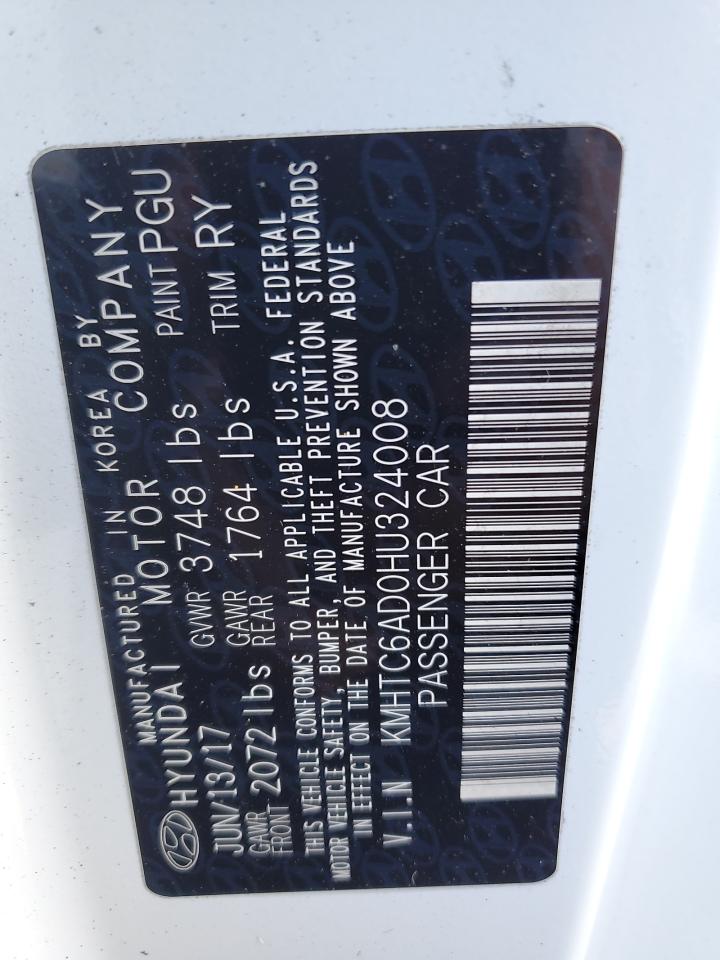 MANUFACTURED IN KOREA BY
HYUNDAI MOTOR COMPANY
JUN/13/17 GVWR 3748 lbs PAINT PGU
GAWR FRONT 2072 lbs GAWR REAR 1764 lbs TRIM RY
THIS VEHICLE CONFORMS TO ALL APPLICABLE U.S.A. FEDERAL
MOTOR VEHICLE SAFETY, BUMPER, AND THEFT PREVENTION STANDARDS
IN EFFECT ON THE DATE OF MANUFACTURE SHOWN ABOVE
V.I.N KMHTC6AD0HU324008
PASSENGER CAR